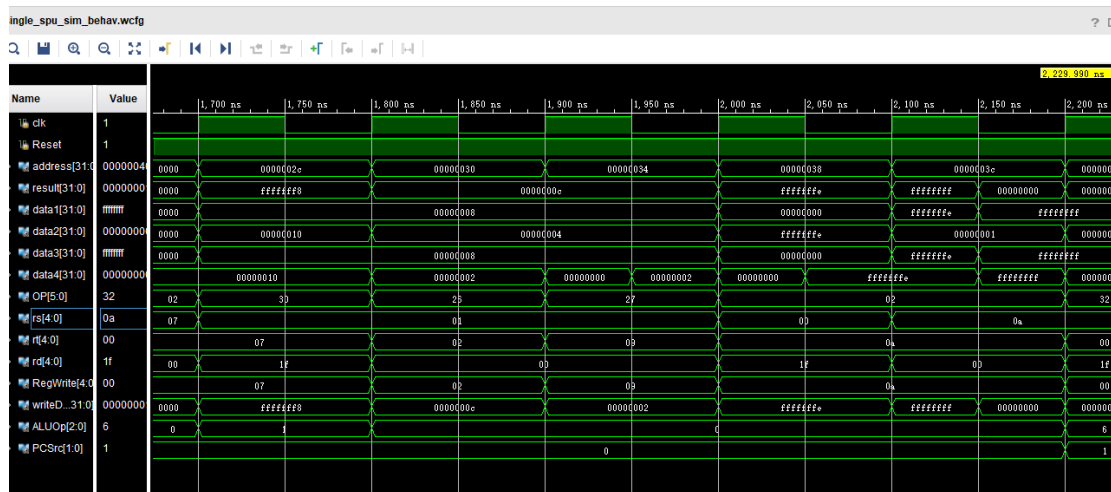 ingle_spu_sim_behav.wcfg ?
2,229.990 ns
Name Value 1,700 ns 1,750 ns 1,800 ns 1,850 ns 1,900 ns 1,950 ns 2,000 ns 2,050 ns 2,100 ns 2,150 ns 2,200 ns
clk 1
Reset 1
address[31:0 0000004 0000 0000002c 00000030 00000034 00000038 0000003c 000000
result[31:0] 0000000 0000 fffffff8 0000000c fffffffe ffffffff 00000000 000000
data1[31:0] ffffffff 0000 00000008 00000000 fffffffe ffffffff
data2[31:0] 0000000 0000 00000010 00000004 fffffffe 00000001 000000
data3[31:0] ffffffff 0000 00000008 00000000 fffffffe ffffffff
data4[31:0] 0000000 00000010 00000002 00000000 00000002 00000000 fffffffe ffffffff 000000
OP[5:0] 32 02 30 26 27 02 32
rs[4:0] 0a 07 01 00 0a
rt[4:0] 00 07 02 09 0a 00
rd[4:0] 1f 00 1f 00 1f 00 1f
RegWrite[4:0 00 07 02 09 0a 00
writeD...31:0] 0000000 0000 fffffff8 0000000c 00000002 fffffffe ffffffff 00000000 000000
ALUOp[2:0] 6 0 1 0 6
PCSrc[1:0] 1 0 1